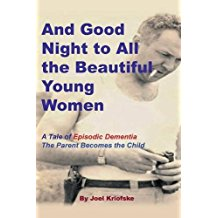 And Good
Night to All
the Beautiful
Young
Women
A Tale of Episodic Dementia
The Parent Becomes the Child
By Joel Kriofske